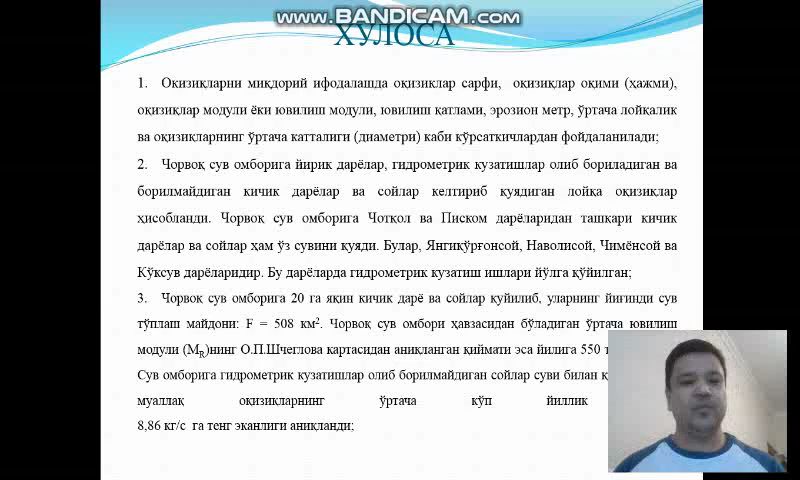 www.BANDICAM.com
ХУЛОСА
1. Оқизиқларни миқдорий ифодалашда оқизиклар сарфи, оқизиқлар оқими (ҳажми),
оқизиқлар модули ёки ювилиш модули, ювилиш қатлами, эрозион метр, ўртача лойқалик
ва оқизиқларнинг ўртача катталиги (диаметри) каби кўрсаткичлардан фойдаланилади;
2. Чорвоқ сув омборига йирик дарёлар, гидрометрик кузатишлар олиб бориладиган ва
борилмайдиган кичик дарёлар ва сойлар келтириб қуядиган лойқа оқизиқлар
ҳисобланди. Чорвоқ сув омборига Чотқол ва Писком дарёларидан ташкари кичик
дарёлар ва сойлар ҳам ўз сувини қуяди. Булар, Янгиқўрғонсой, Наволисой, Чимёнсой ва
Кўксув дарёларидир. Бу дарёларда гидрометрик кузатиш ишлари йўлга қўйилган;
3. Чорвоқ сув омборига 20 га яқин кичик дарё ва сойлар қуйилиб, уларнинг йиғинди сув
тўплаш майдони: F = 508 км². Чорвоқ сув омбори ҳавзасидан бўладиган ўртача ювилиш
модули (M_R)нинг О.П.Шчеглова картасидан аниқланган қиймати эса йилига 550 т
Сув омборига гидрометрик кузатишлар олиб борилмайдиган сойлар суви билан
муаллақ оқизиқларнинг ўртача кўп йиллик
8,86 кг/с га тенг эканлиги аниқланди;